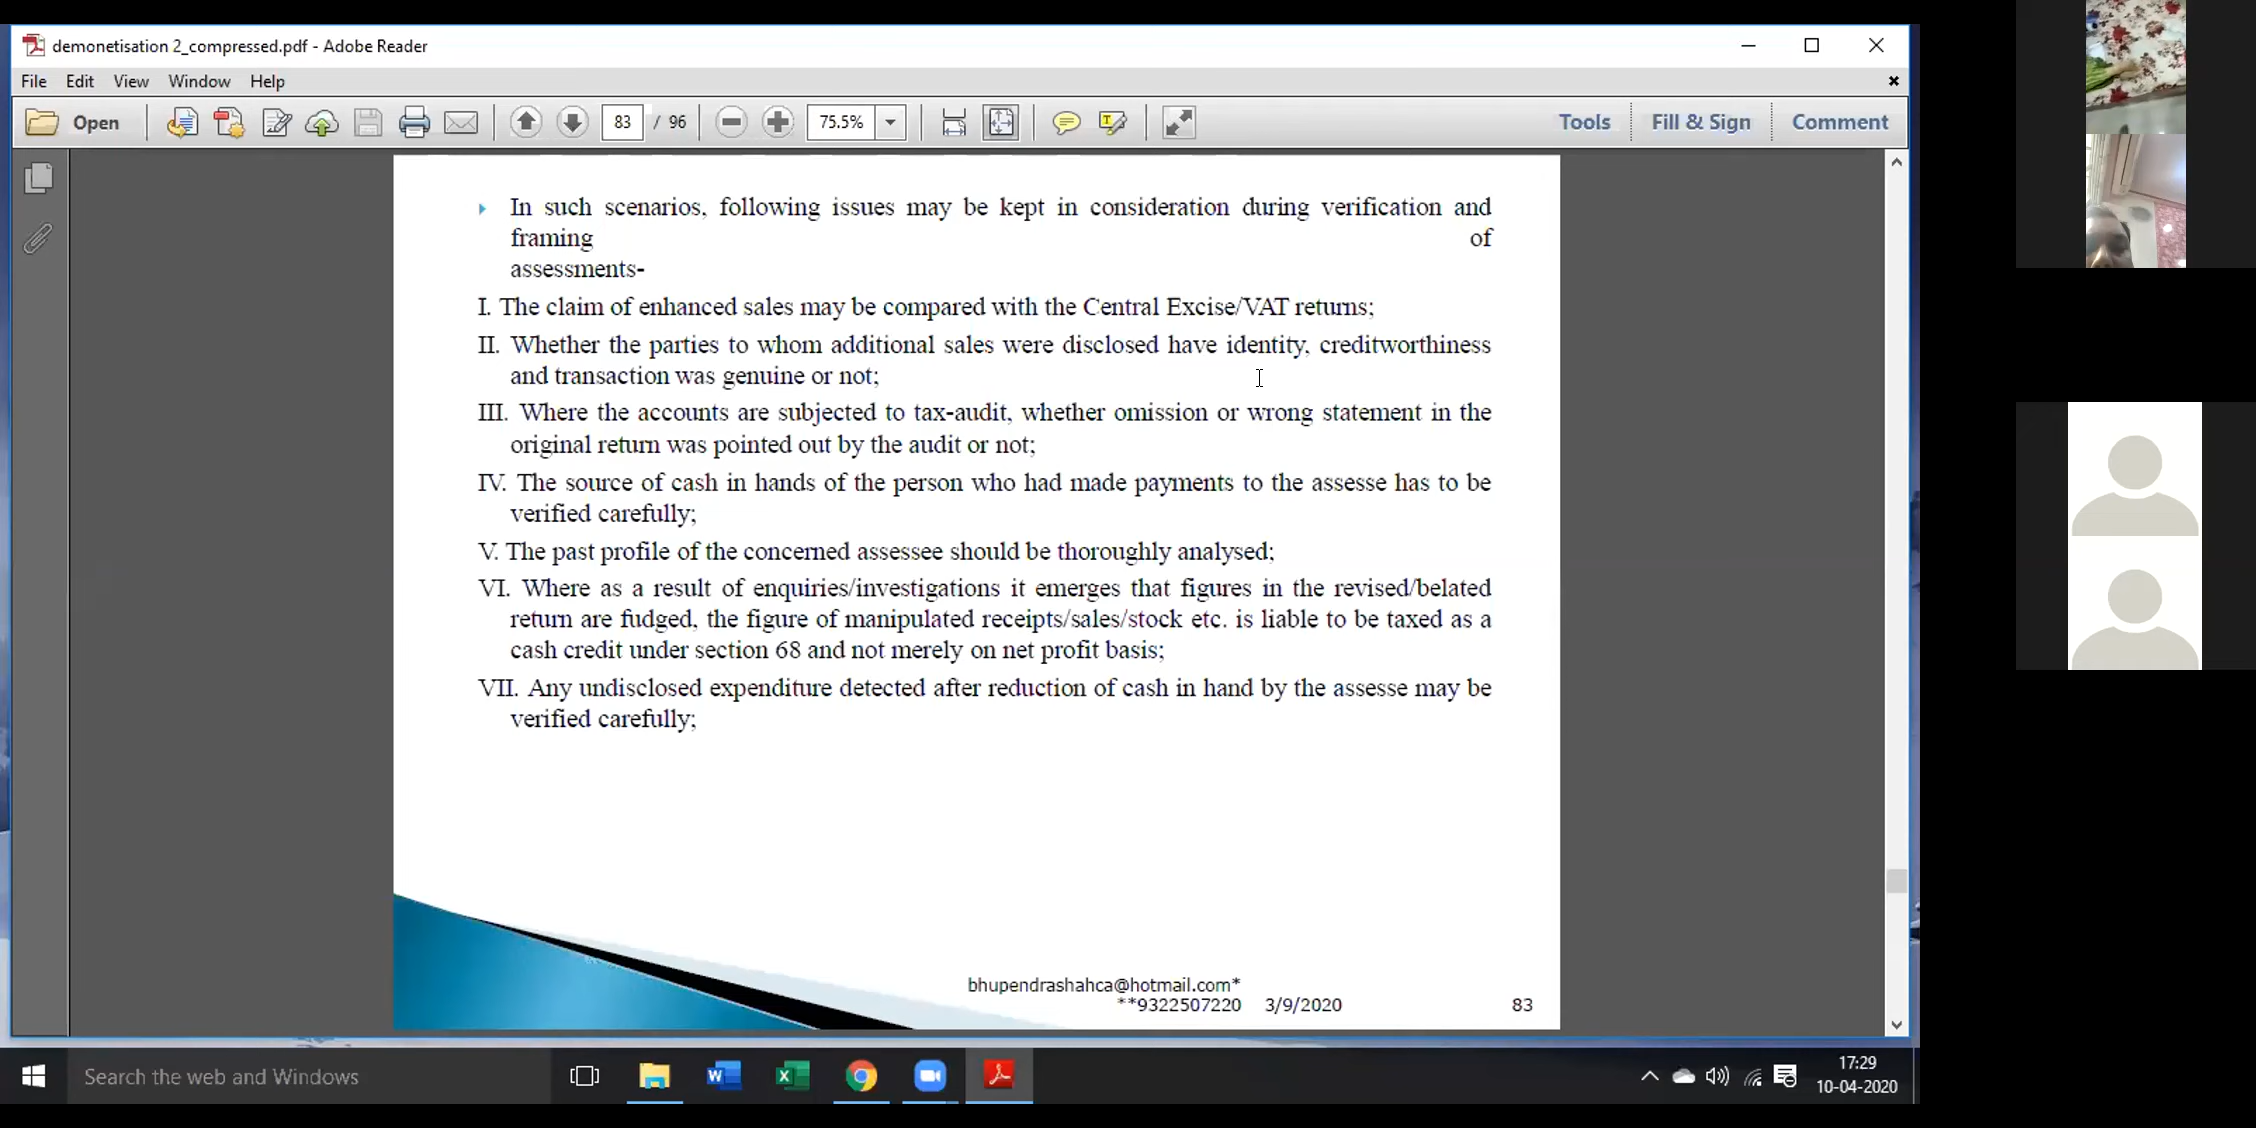 demonetisation 2_compressed.pdf - Adobe Reader
File Edit View Window Help
Open 83 / 96 75.5% Tools Fill & Sign Comment
In such scenarios, following issues may be kept in consideration during verification and
framing of
assessments-
I. The claim of enhanced sales may be compared with the Central Excise/VAT returns;
II. Whether the parties to whom additional sales were disclosed have identity, creditworthiness
and transaction was genuine or not;
III. Where the accounts are subjected to tax-audit, whether omission or wrong statement in the
original return was pointed out by the audit or not;
IV. The source of cash in hands of the person who had made payments to the assesse has to be
verified carefully;
V. The past profile of the concerned assessee should be thoroughly analysed;
VI. Where as a result of enquiries/investigations it emerges that figures in the revised/belated
return are fudged, the figure of manipulated receipts/sales/stock etc. is liable to be taxed as a
cash credit under section 68 and not merely on net profit basis;
VII. Any undisclosed expenditure detected after reduction of cash in hand by the assesse may be
verified carefully;
bhupendrashahca@hotmail.com*
**9322507220 3/9/2020 83
Search the web and Windows
17:29
10-04-2020